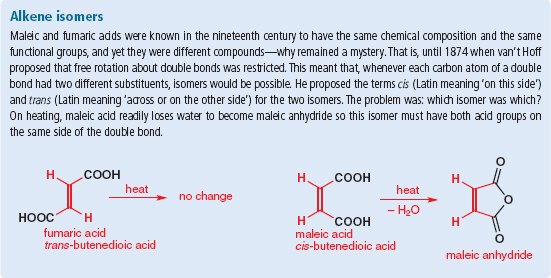 Alkene isomers
Maleic and fumaric acids were known in the nineteenth century to have the same chemical composition and the same
functional groups, and yet they were different compounds—why remained a mystery. That is, until 1874 when van't Hoff
proposed that free rotation about double bonds was restricted. This meant that, whenever each carbon atom of a double
bond had two different substituents, isomers would be possible. He proposed the terms cis (Latin meaning 'on this side')
and trans (Latin meaning 'across or on the other side') for the two isomers. The problem was: which isomer was which?
On heating, maleic acid readily loses water to become maleic anhydride so this isomer must have both acid groups on
the same side of the double bond.
H COOH
HOOC H
heat
no change
fumaric acid
trans-butenedioic acid
H COOH
H COOH
heat
– H2O
maleic acid
cis-butenedioic acid
O
H
O
H
O
maleic anhydride